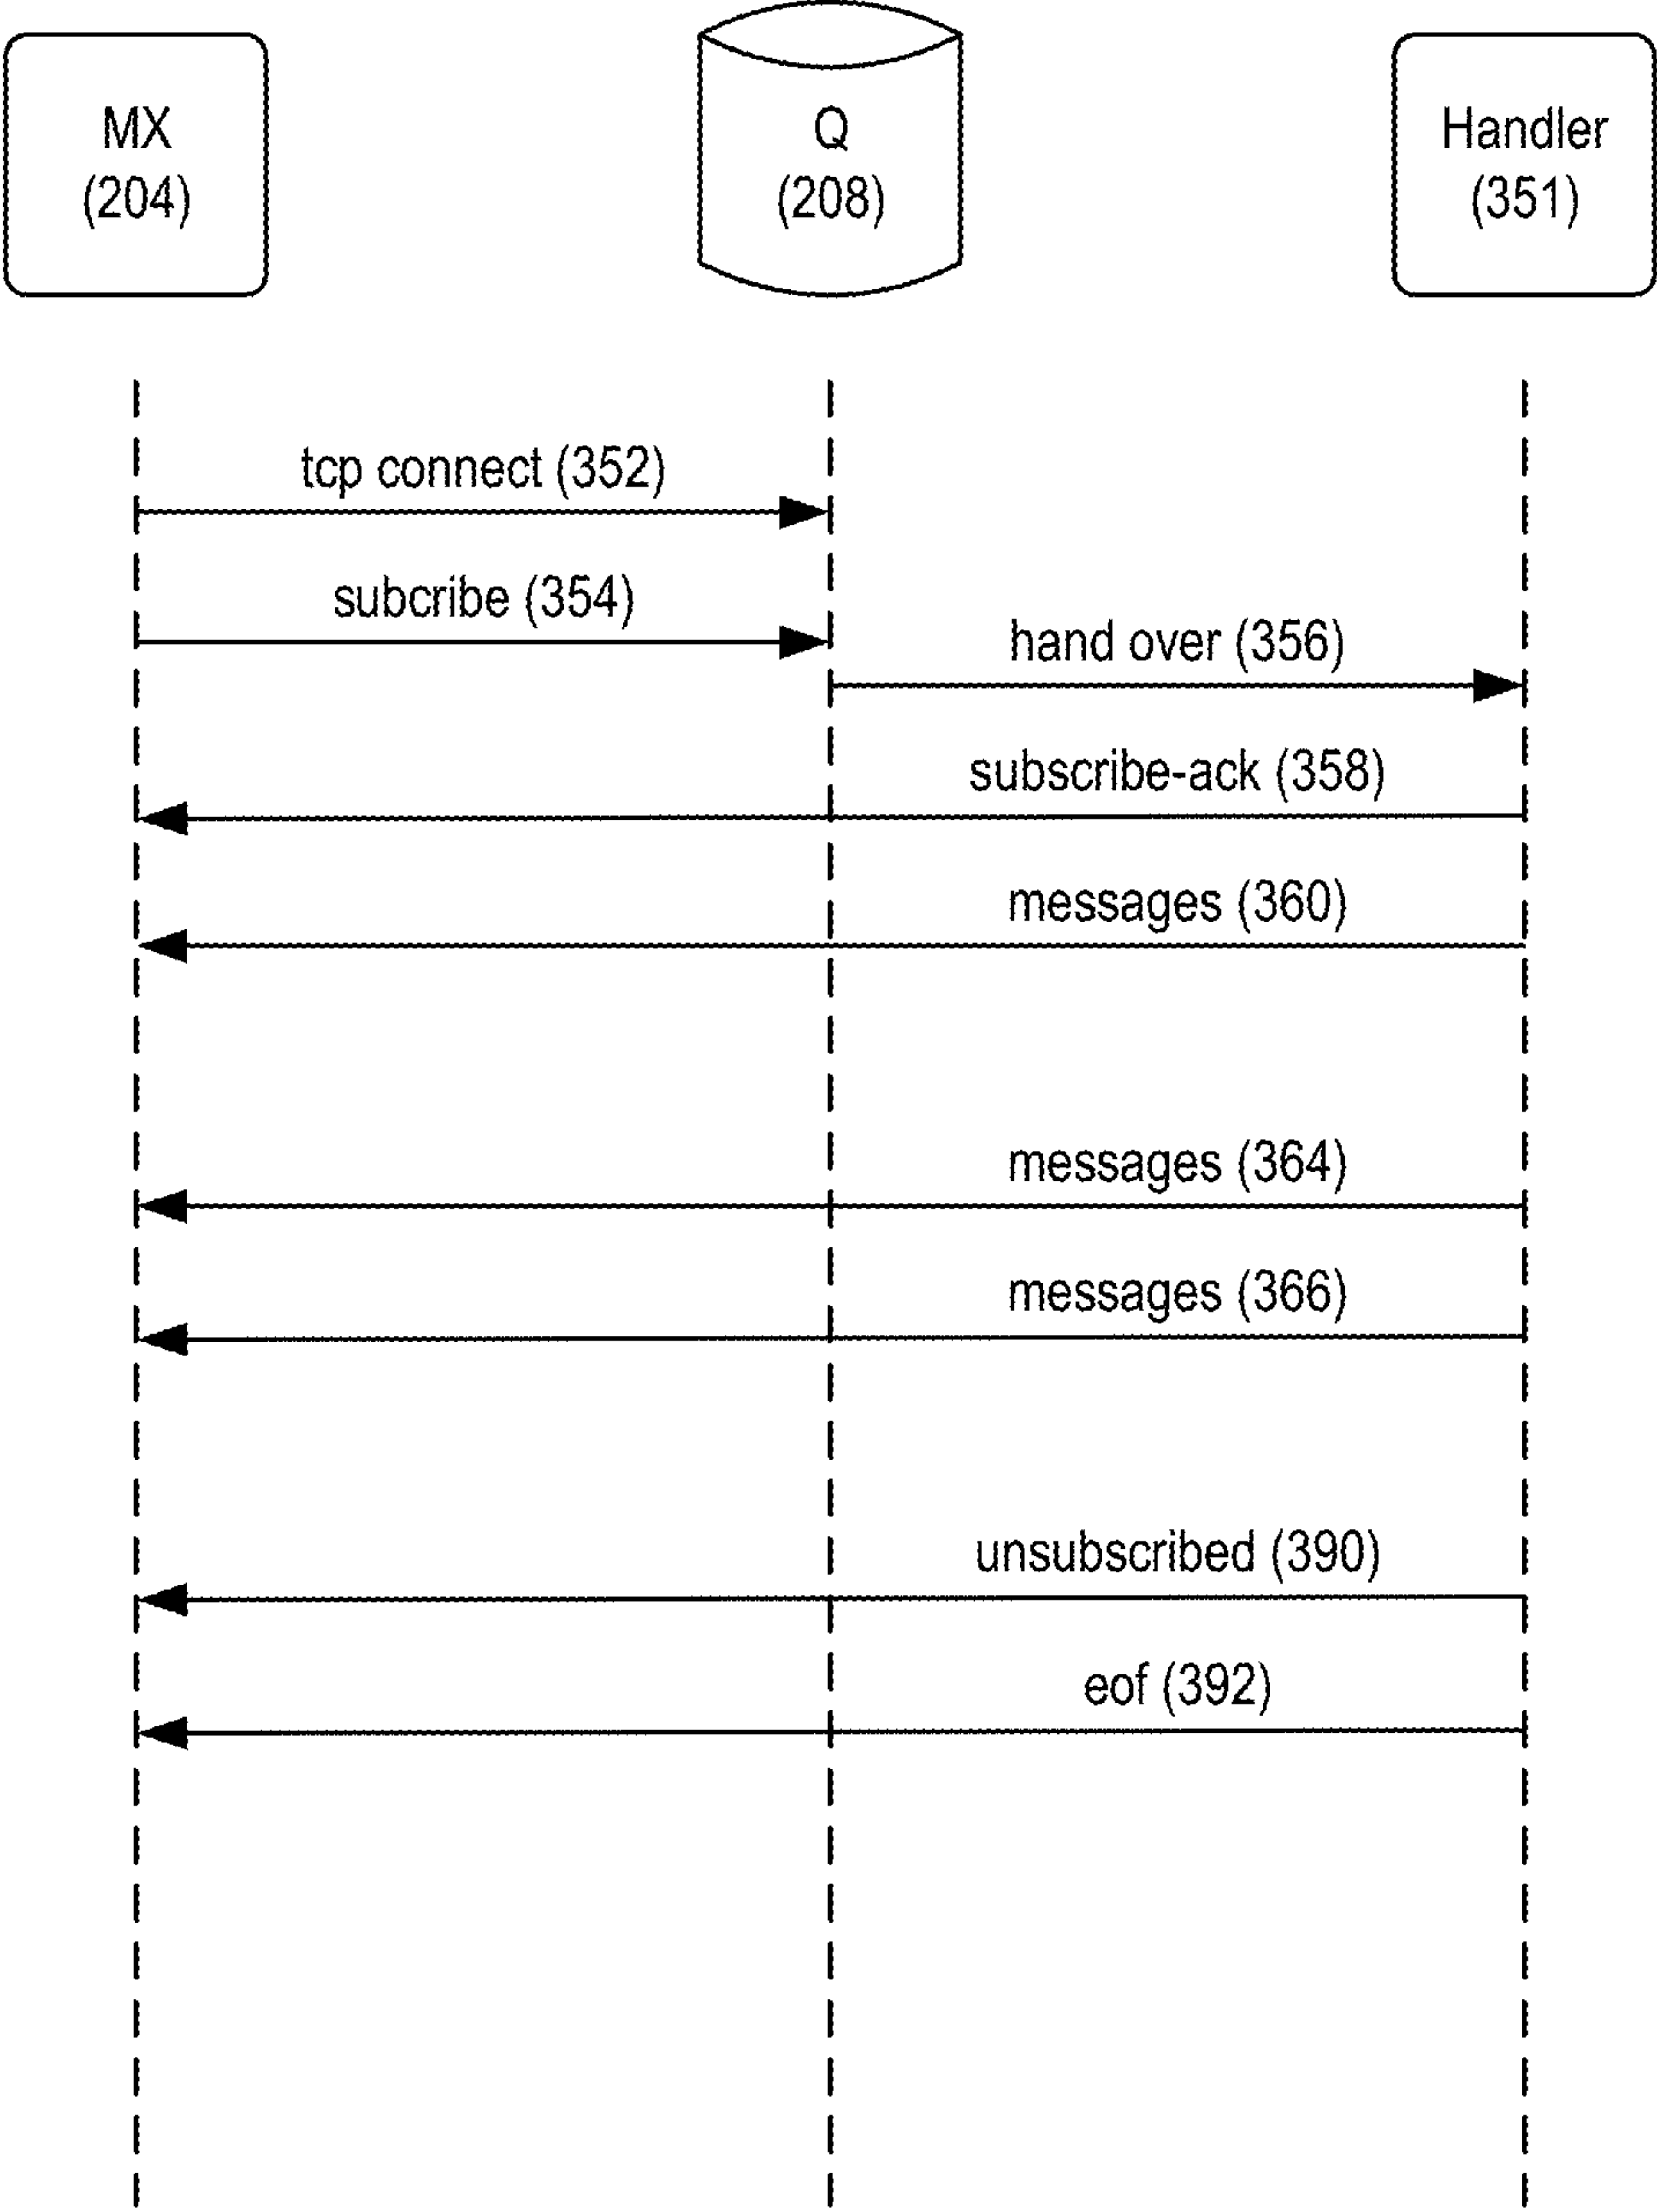 MX
(204)
Q
(208)
Handler
(351)
tcp connect (352)
subcribe (354)
hand over (356)
subscribe-ack (358)
messages (360)
messages (364)
messages (366)
unsubscribed (390)
eof (392)